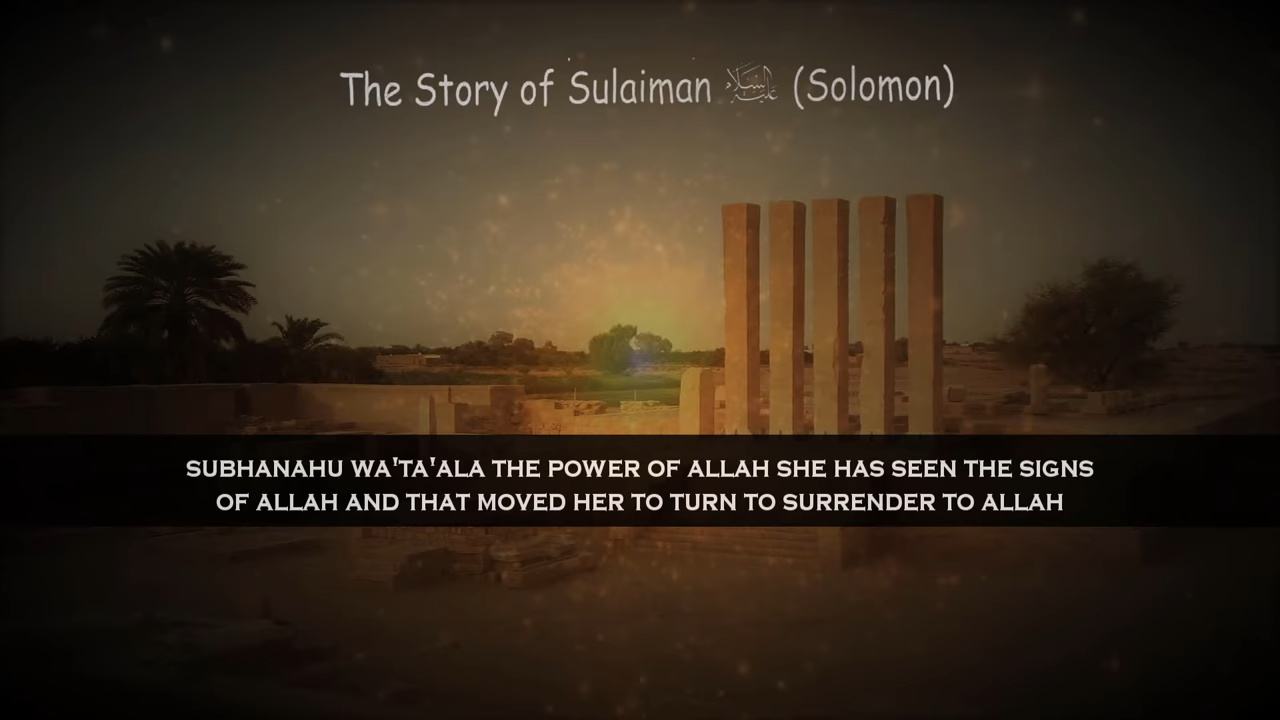 The Story of Sulaiman عليه السلام (Solomon)
SUBHANAHU WA'TA'ALA THE POWER OF ALLAH SHE HAS SEEN THE SIGNS
OF ALLAH AND THAT MOVED HER TO TURN TO SURRENDER TO ALLAH